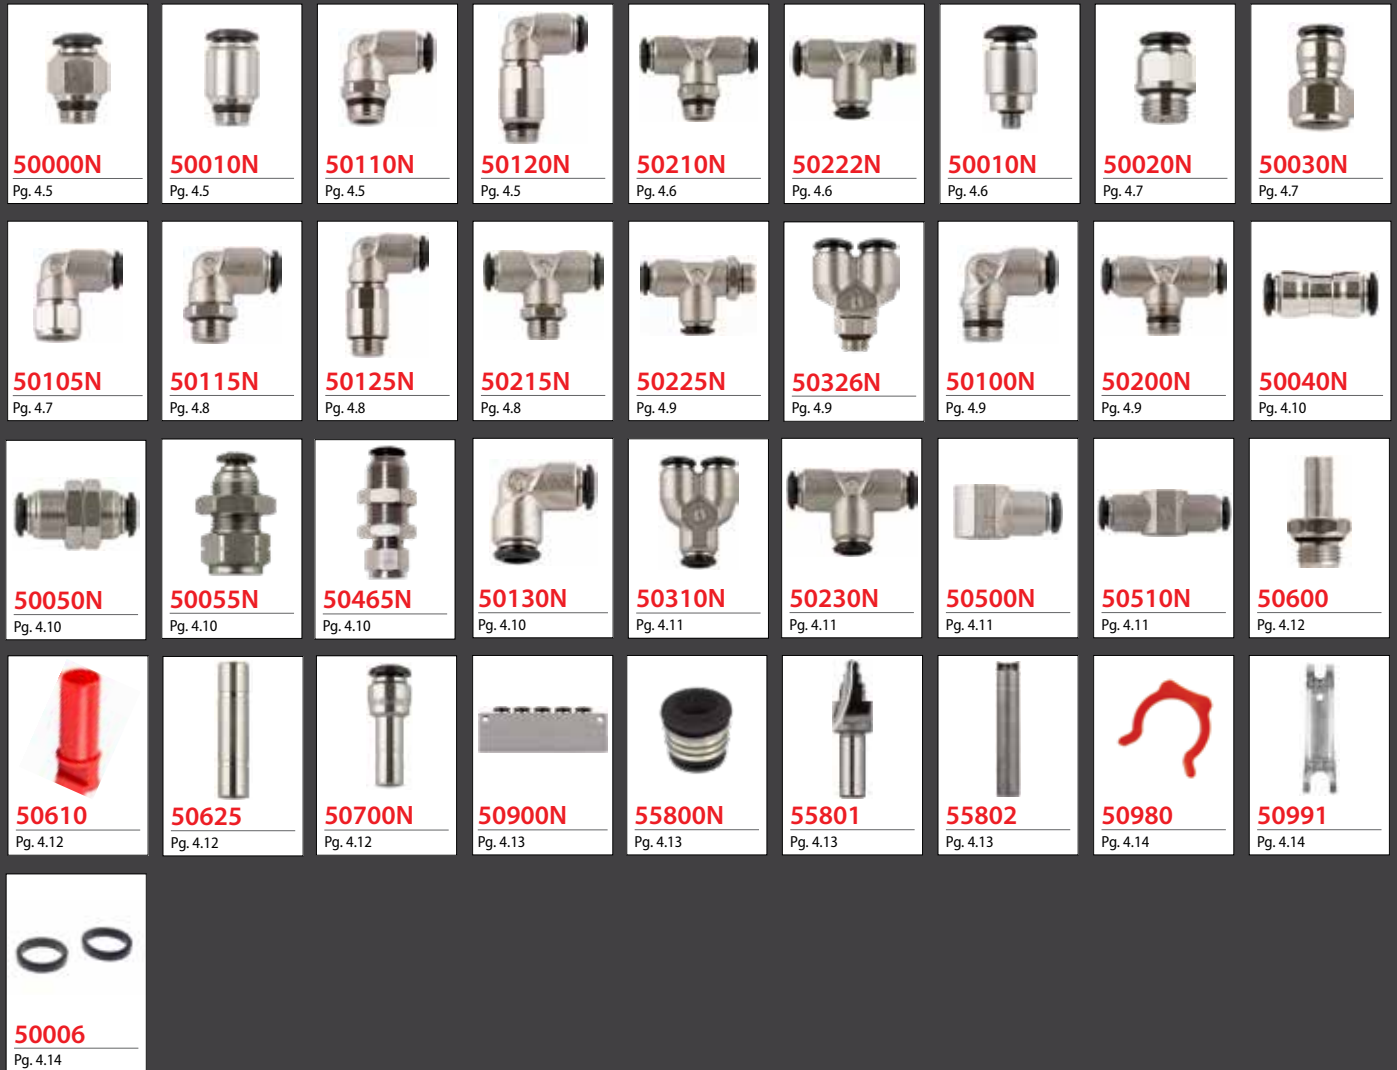 50000N
Pg. 4.5
50010N
Pg. 4.5
50110N
Pg. 4.5
50120N
Pg. 4.5
50210N
Pg. 4.6
50222N
Pg. 4.6
50010N
Pg. 4.6
50020N
Pg. 4.7
50030N
Pg. 4.7
50105N
Pg. 4.7
50115N
Pg. 4.8
50125N
Pg. 4.8
50215N
Pg. 4.8
50225N
Pg. 4.9
50326N
Pg. 4.9
50100N
Pg. 4.9
50200N
Pg. 4.9
50040N
Pg. 4.10
50050N
Pg. 4.10
50055N
Pg. 4.10
50465N
Pg. 4.10
50130N
Pg. 4.10
50310N
Pg. 4.11
50230N
Pg. 4.11
50500N
Pg. 4.11
50510N
Pg. 4.11
50600
Pg. 4.12
50610
Pg. 4.12
50625
Pg. 4.12
50700N
Pg. 4.12
50900N
Pg. 4.13
55800N
Pg. 4.13
55801
Pg. 4.13
55802
Pg. 4.13
50980
Pg. 4.14
50991
Pg. 4.14
50006
Pg. 4.14